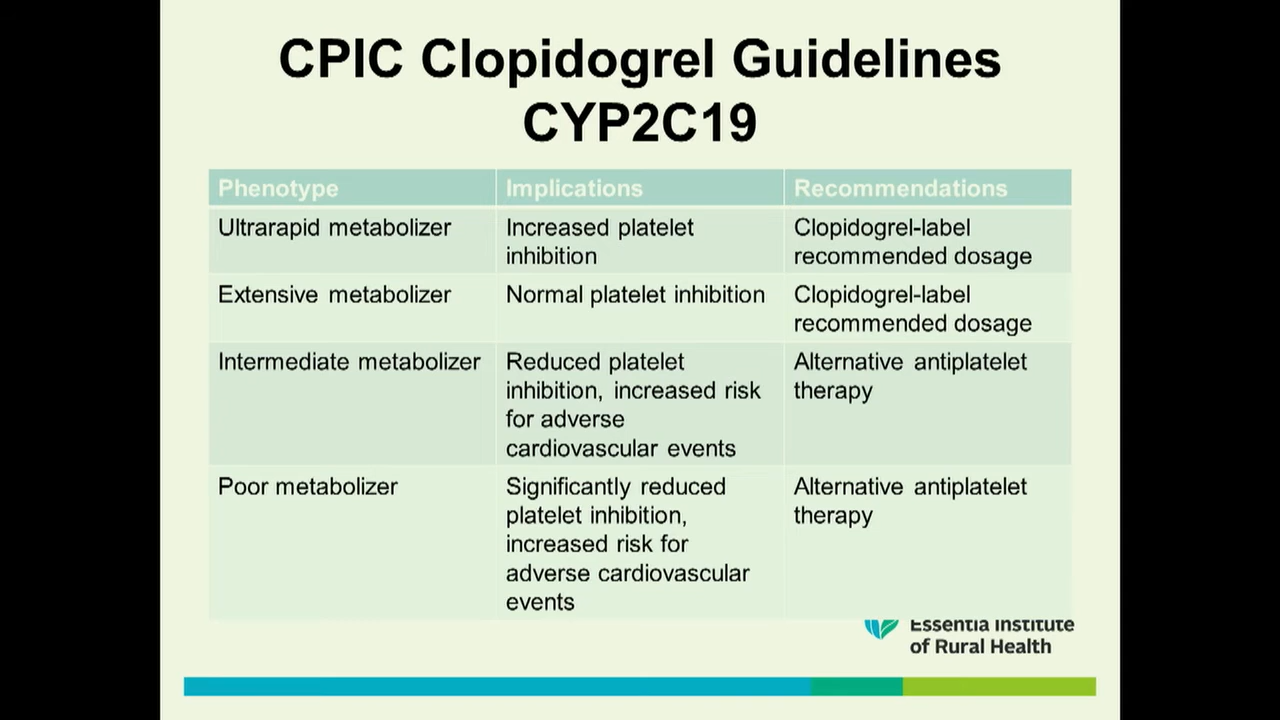 CPIC Clopidogrel Guidelines
CYP2C19
Phenotype
Implications
Recommendations
Ultrarapid metabolizer
Increased platelet
inhibition
Clopidogrel-label
recommended dosage
Extensive metabolizer
Normal platelet inhibition
Clopidogrel-label
recommended dosage
Intermediate metabolizer
Reduced platelet
inhibition, increased risk
for adverse
cardiovascular events
Alternative antiplatelet
therapy
Poor metabolizer
Significantly reduced
platelet inhibition,
increased risk for
adverse cardiovascular
events
Alternative antiplatelet
therapy
Essentia Institute
of Rural Health